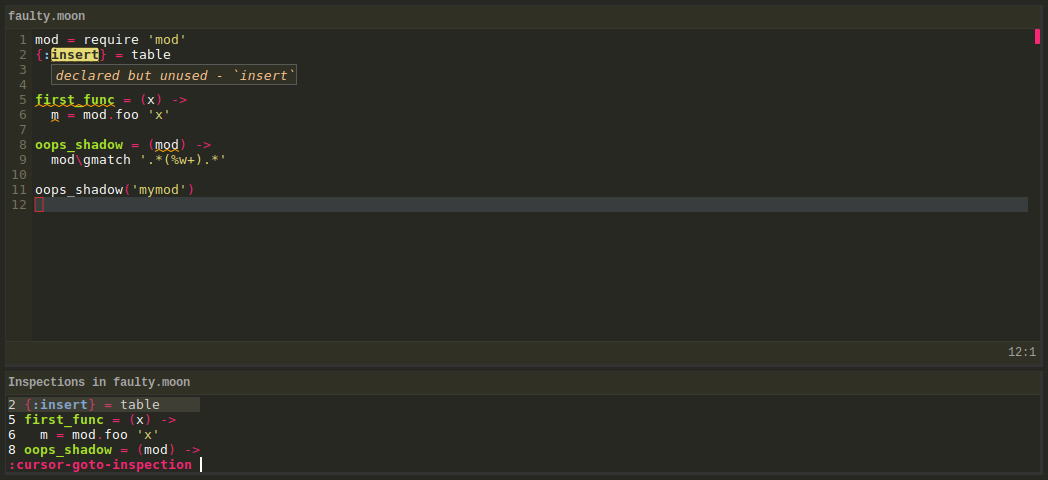 faulty.moon
1 mod = require 'mod'
2 {:insert} = table
3 declared but unused - `insert`
4
5 first_func = (x) ->
6   m = mod.foo 'x'
7
8 oops_shadow = (mod) ->
9   mod\gmatch '.*(%w+).*'
10
11 oops_shadow('mymod')
12
12:1
Inspections in faulty.moon
2 {:insert} = table
5 first_func = (x) ->
6   m = mod.foo 'x'
8 oops_shadow = (mod) ->
:cursor-goto-inspection